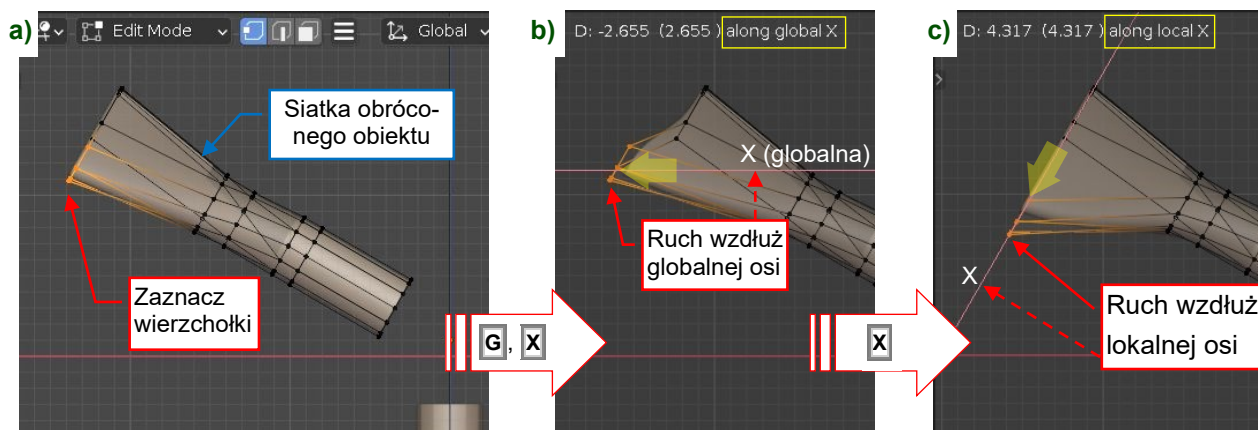 a)
Edit Mode
Global
Siatka obróco-
nego obiektu
Zaznacz
wierzchołki
G, X
b)
D: -2.655 (2.655 ) along global X
X (globalna)
Ruch wzdłuż
globalnej osi
X
c)
D: 4.317 (4.317 ) along local X
X
Ruch wzdłuż
lokalnej osi